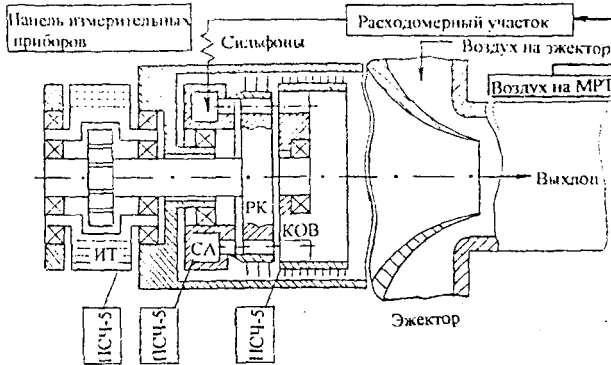 Панель измерительных
приборов
Расходомерный участок
Сильфоны
Воздух на эжектор
Воздух на МРТ
Выхлоп
РК
КОВ
СА
ИТ
Эжектор
ПСЧ-5
ПСЧ-5
ПСЧ-5